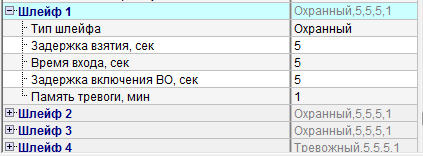 Шлейф 1 Охранный,5,5,5,1
Тип шлейфа Охранный
Задержка взятия, сек 5
Время входа, сек 5
Задержка включения ВО, сек 5
Память тревоги, мин 1
Шлейф 2 Охранный,5,5,5,1
Шлейф 3 Охранный,5,5,5,1
Шлейф 4 Тревожный,5,5,5,1